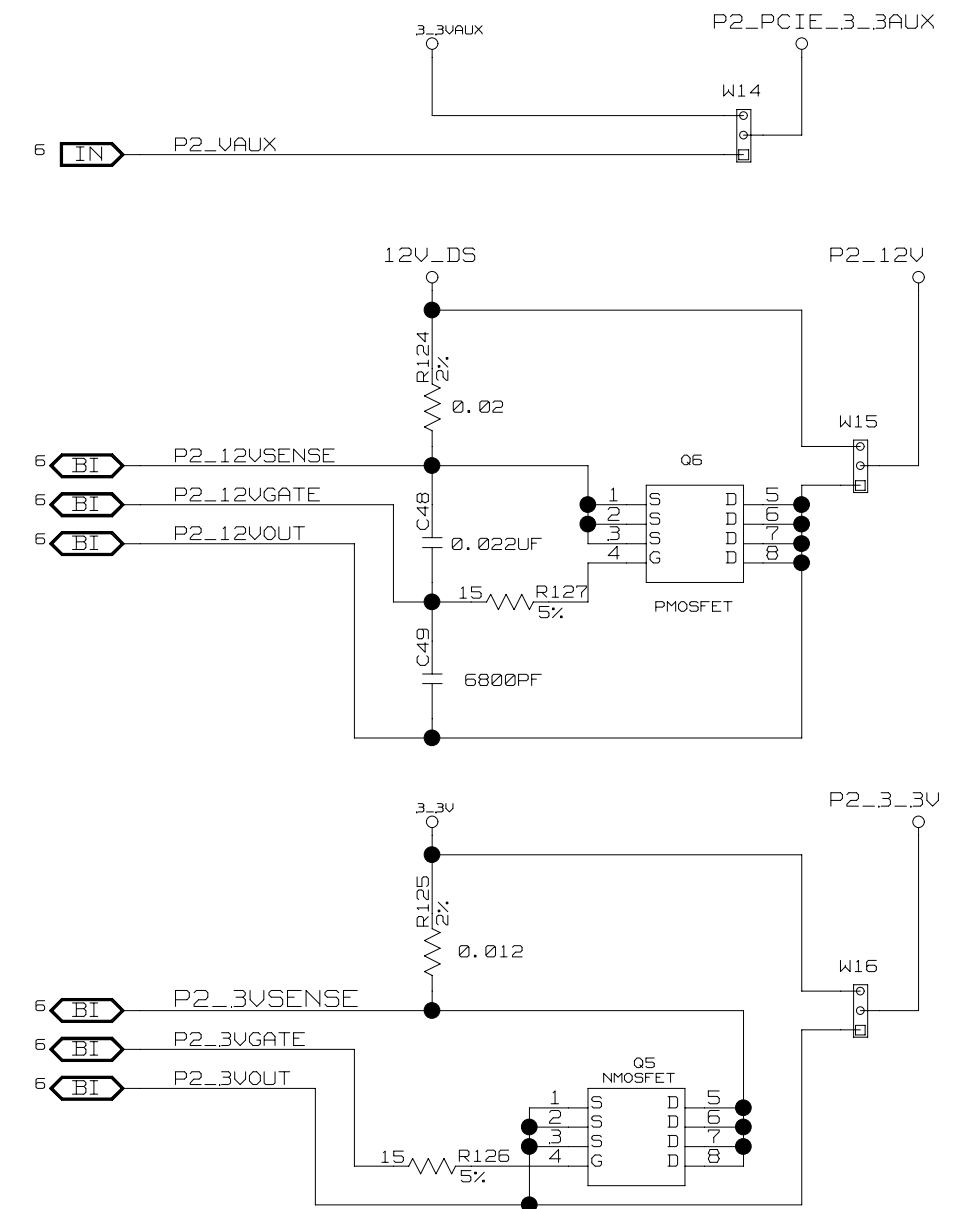 3_3VAUX
P2_PCIE_3_3AUX
W14
6 IN P2_VAUX
12V_DS
P2_12V
R124
2%
0.02
W15
6 BI P2_12VSENSE
Q6
6 BI P2_12VGATE
C48
1 S D 5
2 S D 6
6 BI P2_12VOUT
0.022UF
3 S D 7
4 G D 8
15 R127
5%
PMOSFET
C49
6800PF
3_3V
P2_3_3V
R125
2%
0.012
W16
6 BI P2_3VSENSE
6 BI P2_3VGATE
Q5
NMOSFET
6 BI P2_3VOUT
1 S D 5
2 S D 6
3 S D 7
4 G D 8
15 R126
5%